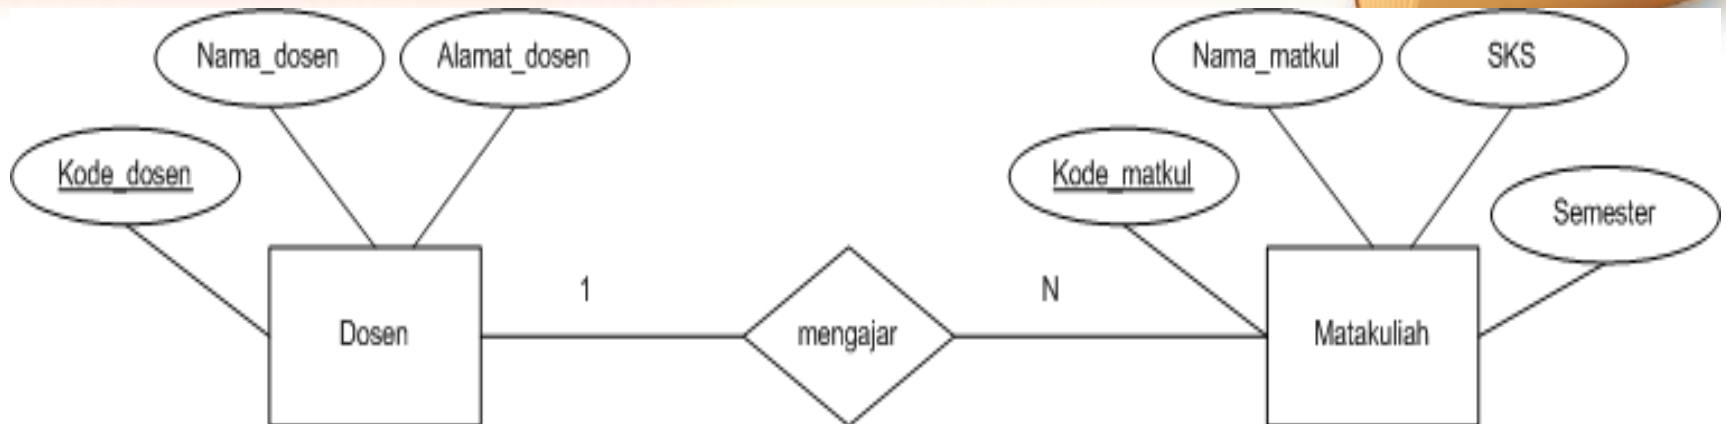 Nama_dosen
Alamat_dosen
Nama_matkul
SKS
Kode_dosen
Kode_matkul
Semester
1
N
Dosen
mengajar
Matakuliah